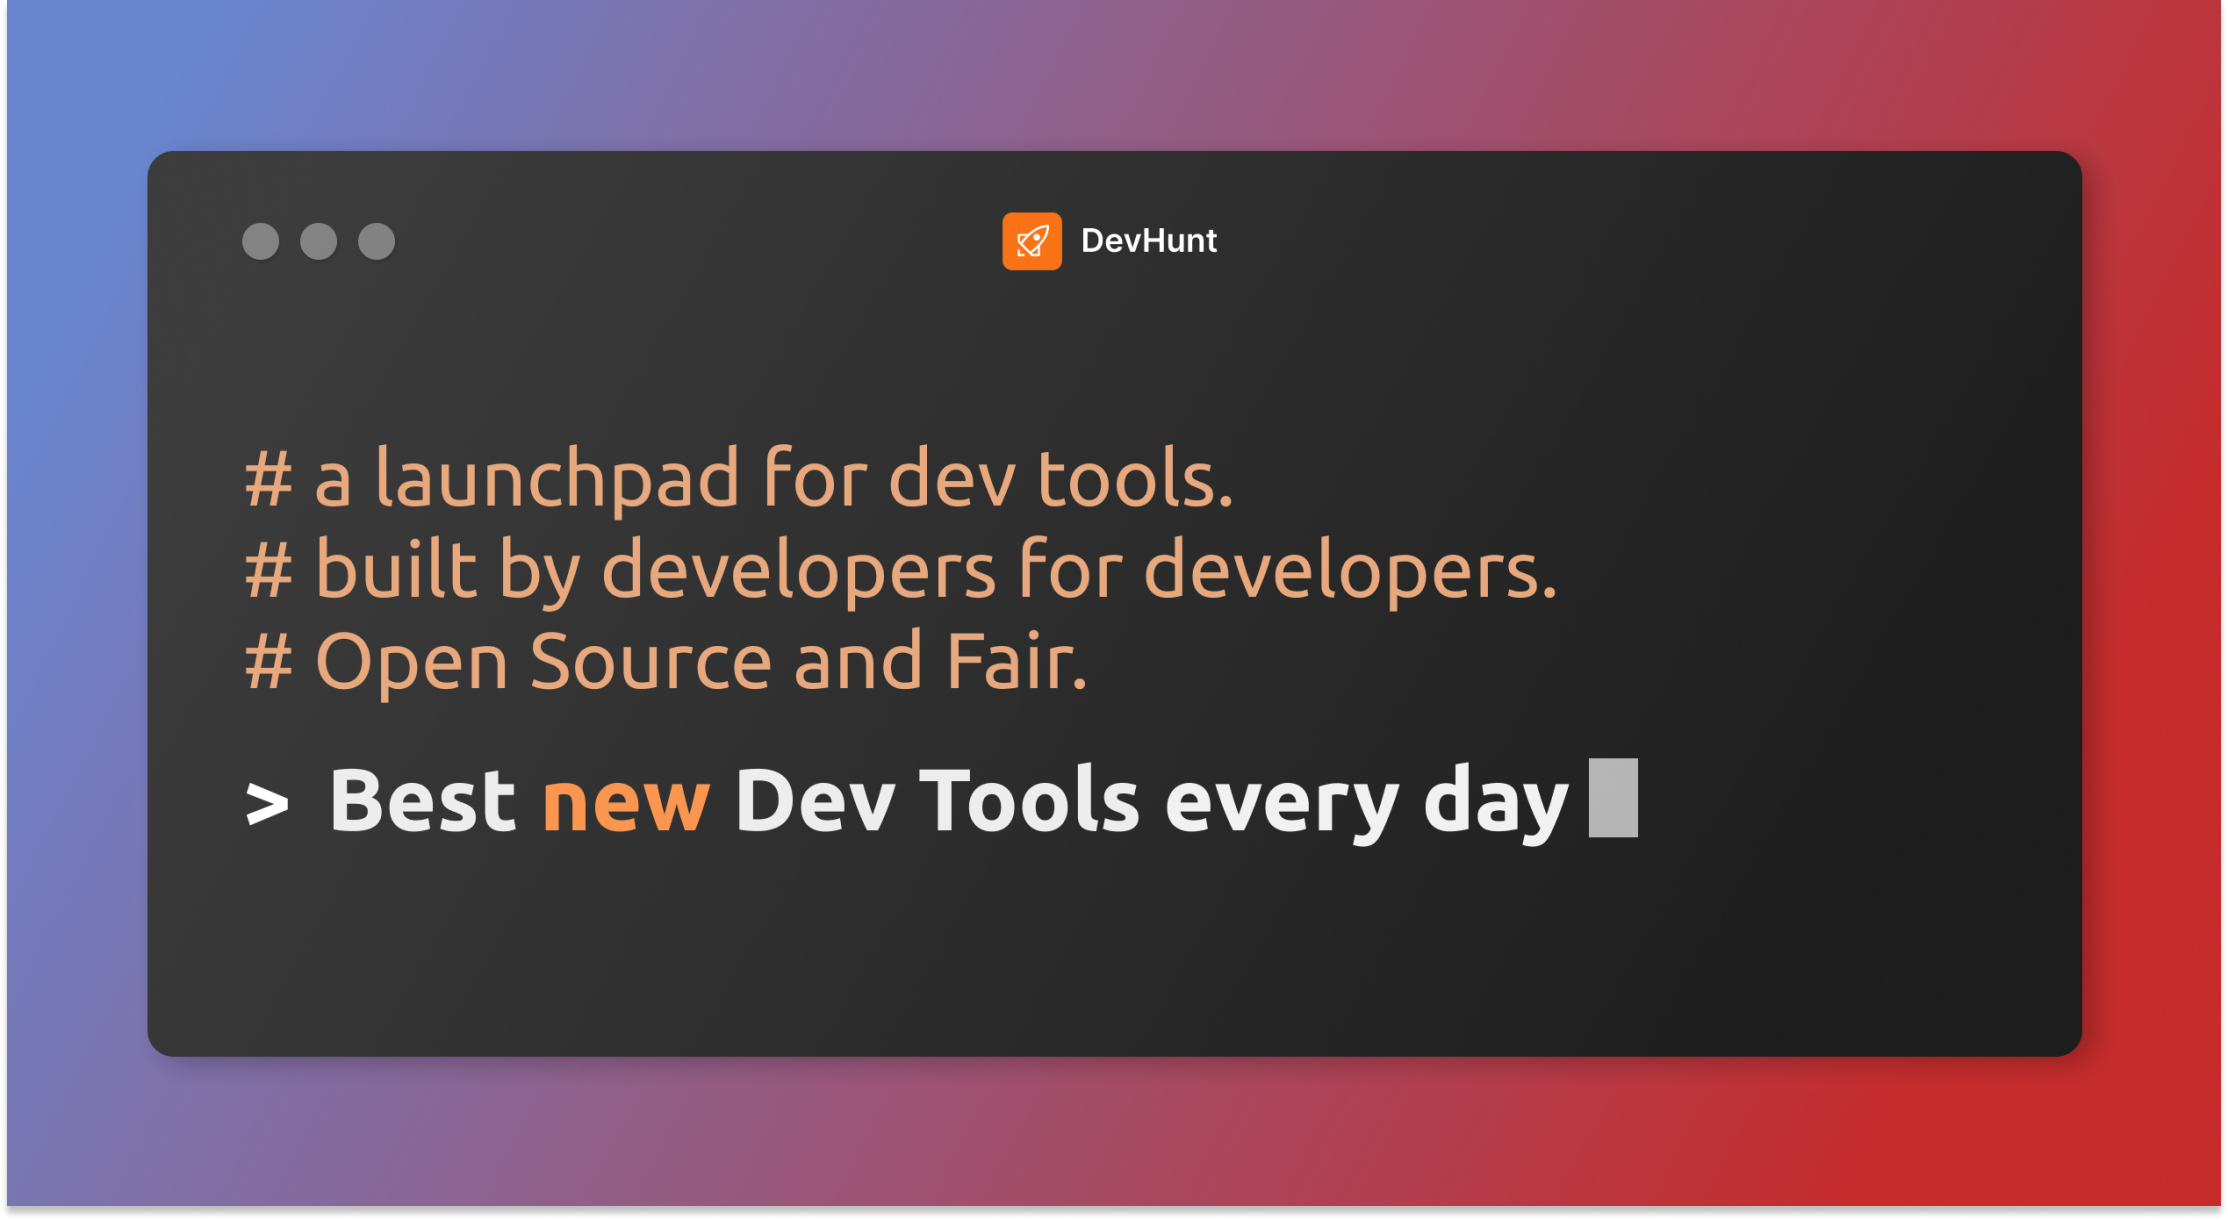 DevHunt
# a launchpad for dev tools.
# built by developers for developers.
# Open Source and Fair.
> Best new Dev Tools every day